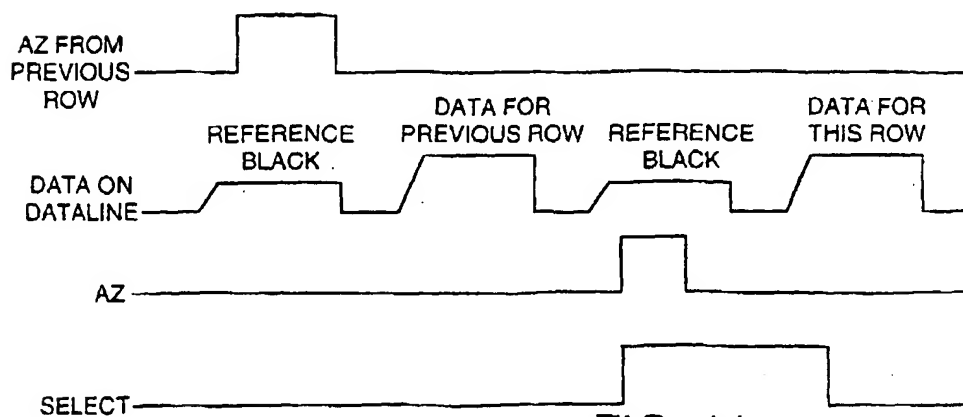 AZ FROM
PREVIOUS
ROW
REFERENCE
BLACK
DATA FOR
PREVIOUS ROW
REFERENCE
BLACK
DATA FOR
THIS ROW
DATA ON
DATALINE
AZ
SELECT